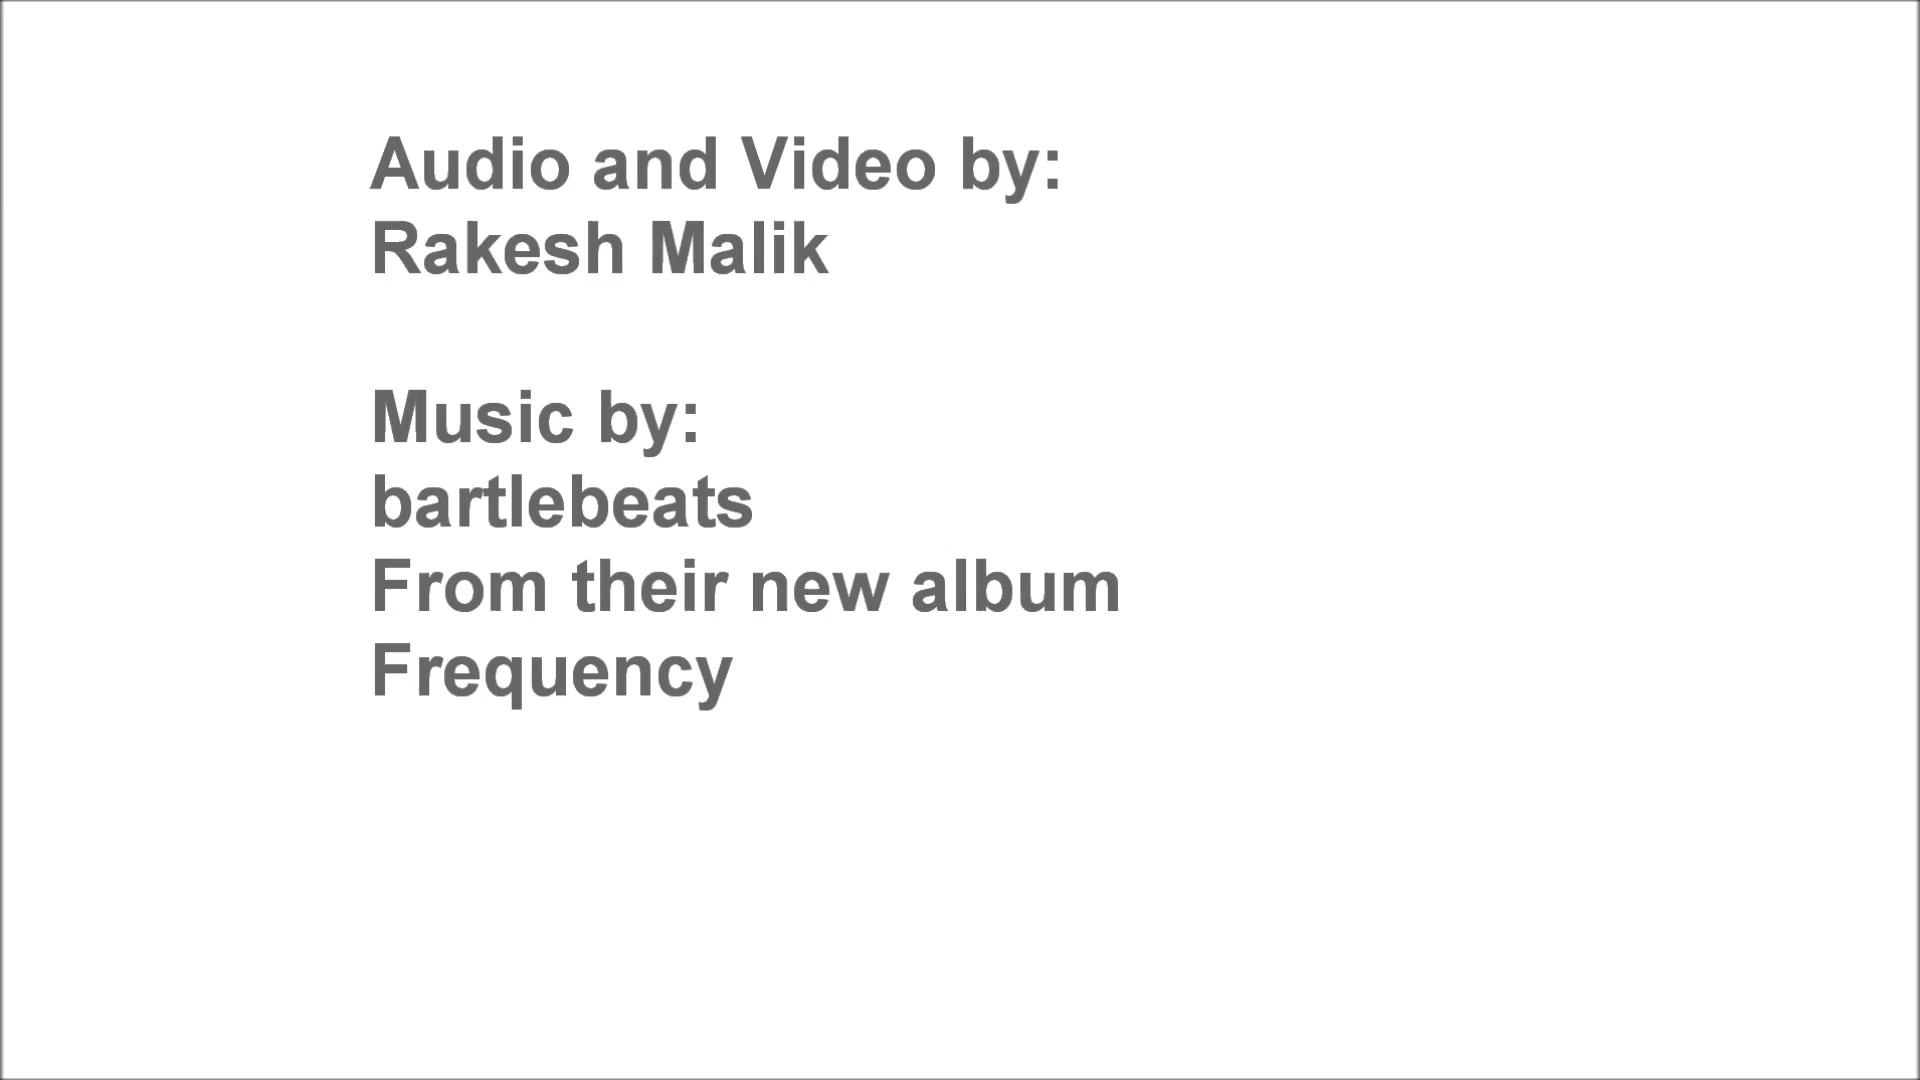 Audio and Video by:
Rakesh Malik
Music by:
bartlebeats
From their new album
Frequency